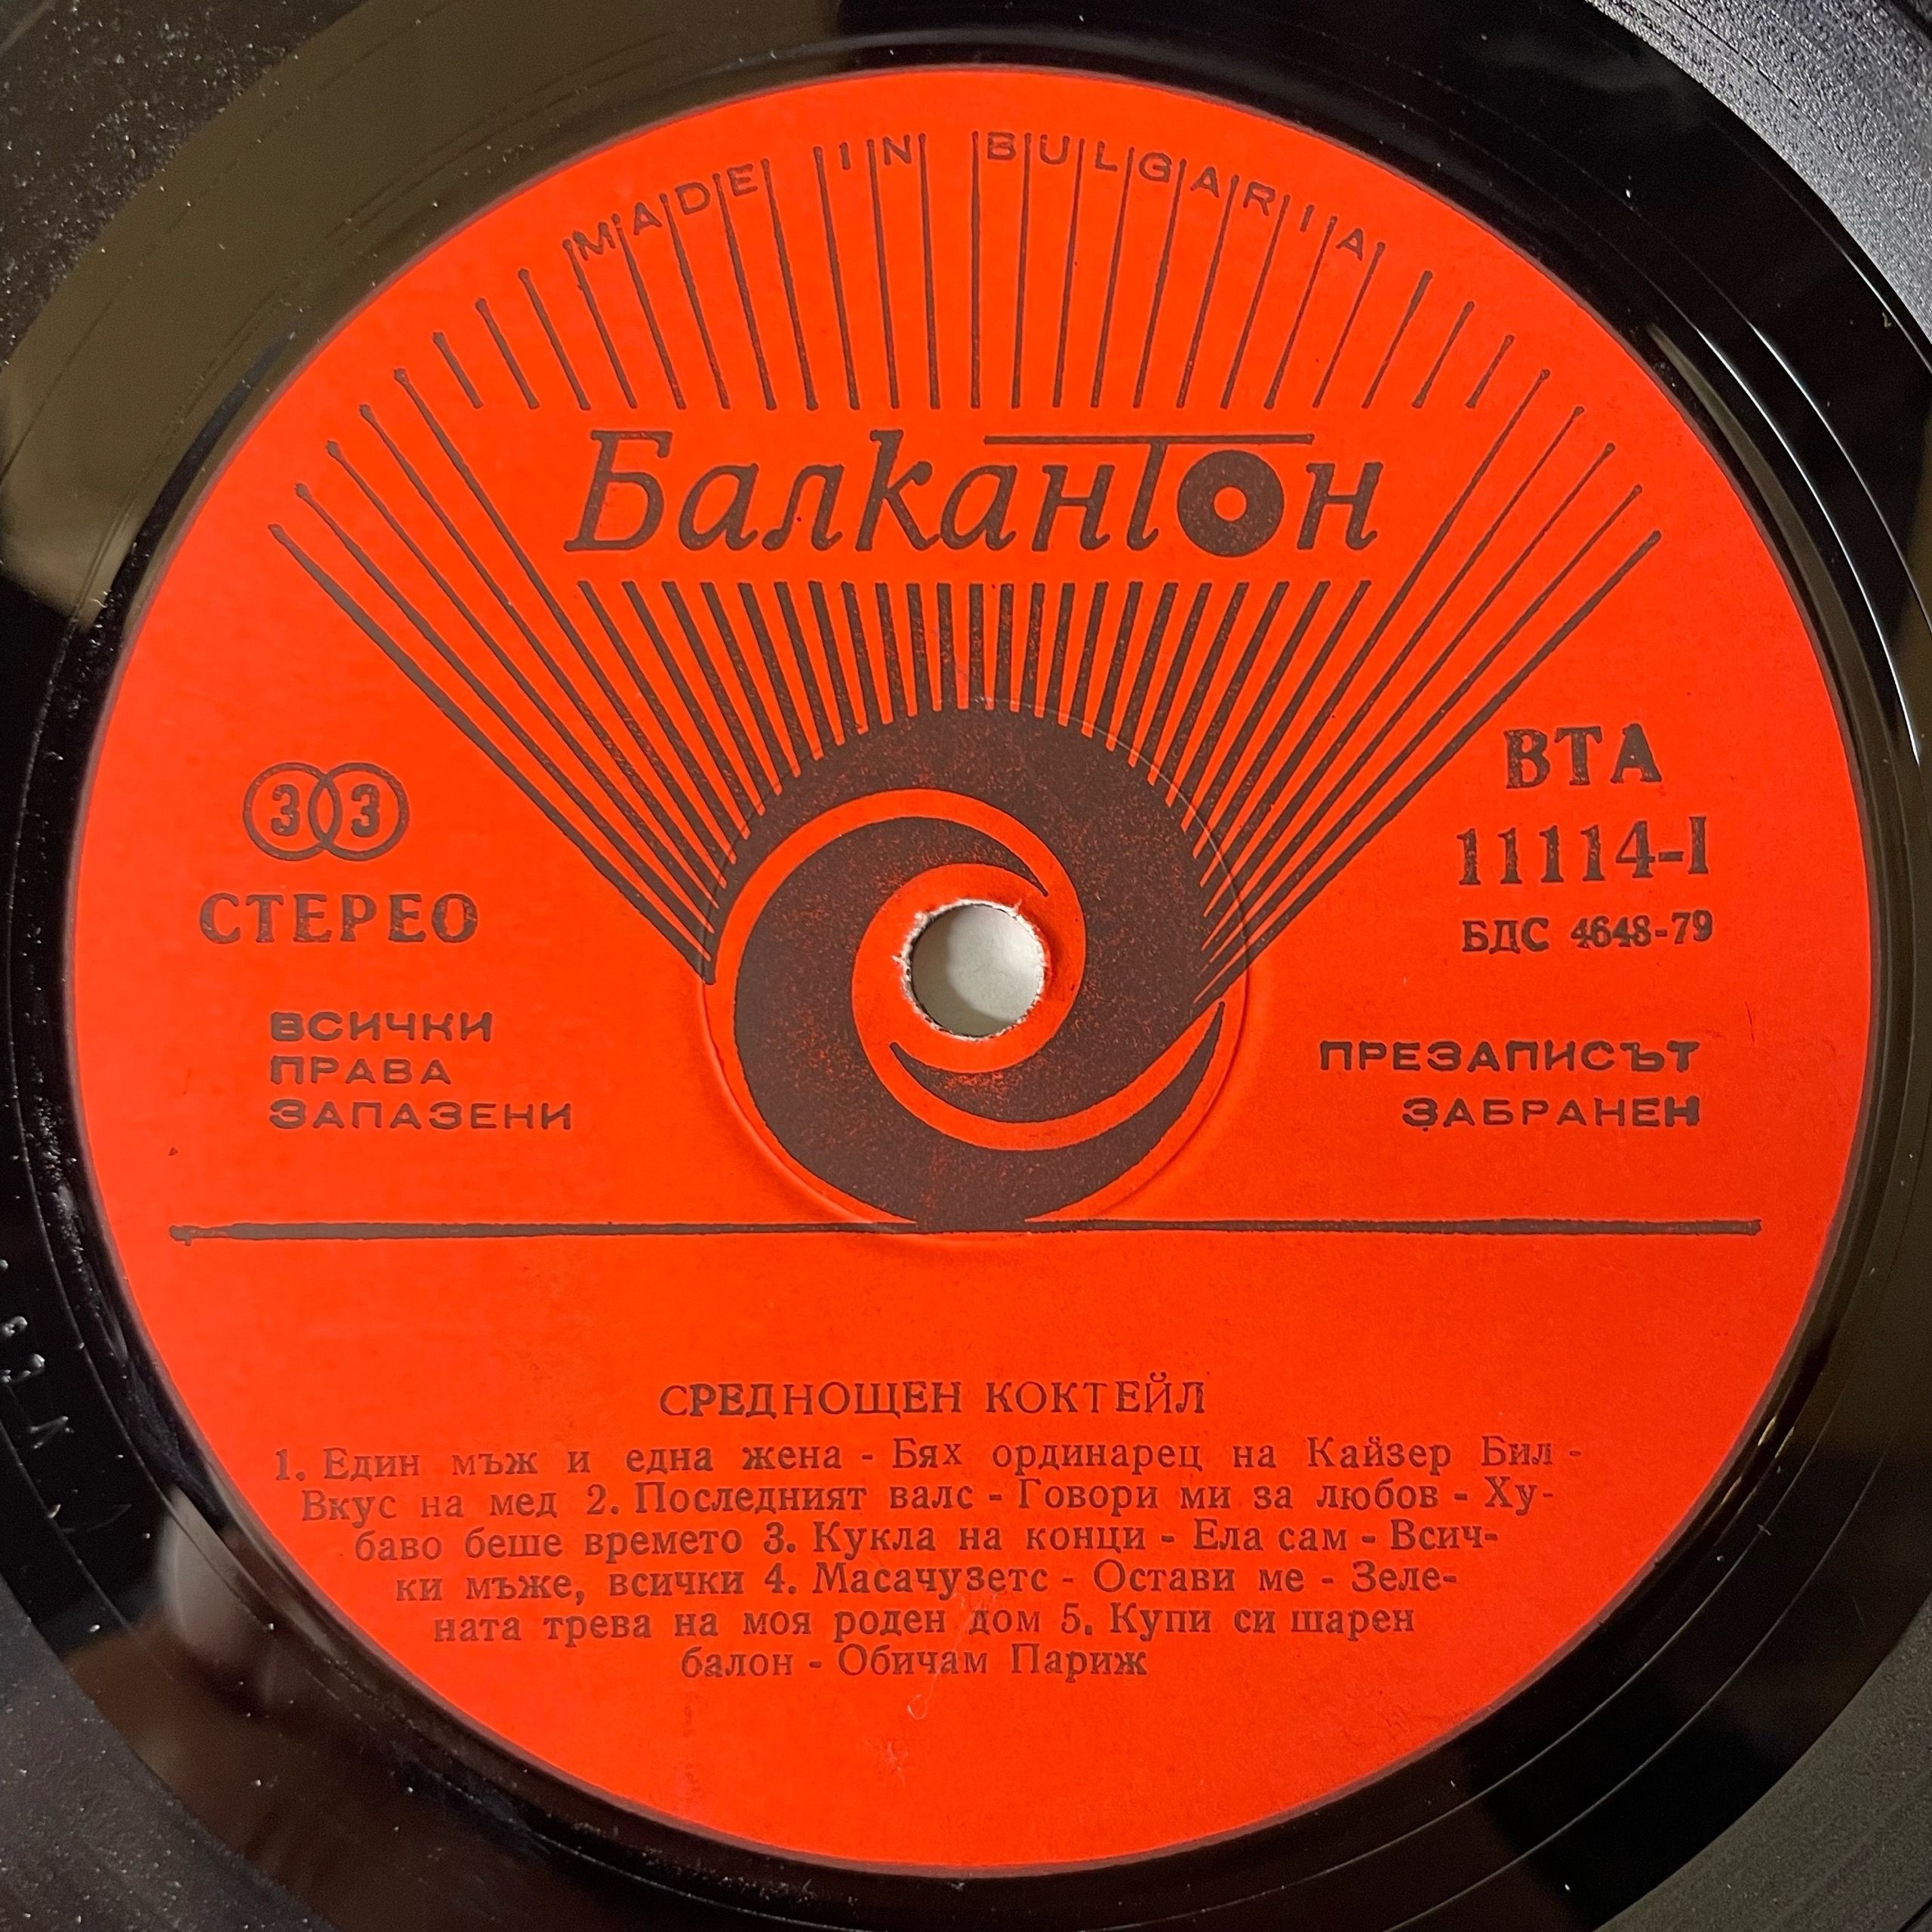 MADE IN BULGARIA
Балкантон
33
СТЕРЕО
ВСИЧКИ
ПРАВА
ЗАПАЗЕНИ
ВТА
11114-I
БДС 4648-79
ПРЕЗАПИСЪТ
ЗАБРАНЕН
СРЕДНОЩЕН КОКТЕЙЛ
1. Един мъж и една жена - Бях ординарец на Кайзер Бил -
Вкус на мед 2. Последният валс - Говори ми за любов - Ху-
баво беше времето 3. Кукла на конци - Ела сам - Всич-
ки мъже, всички 4. Масачузетс - Остави ме - Зеле-
ната трева на моя роден дом 5. Купи си шарен
балон - Обичам Париж